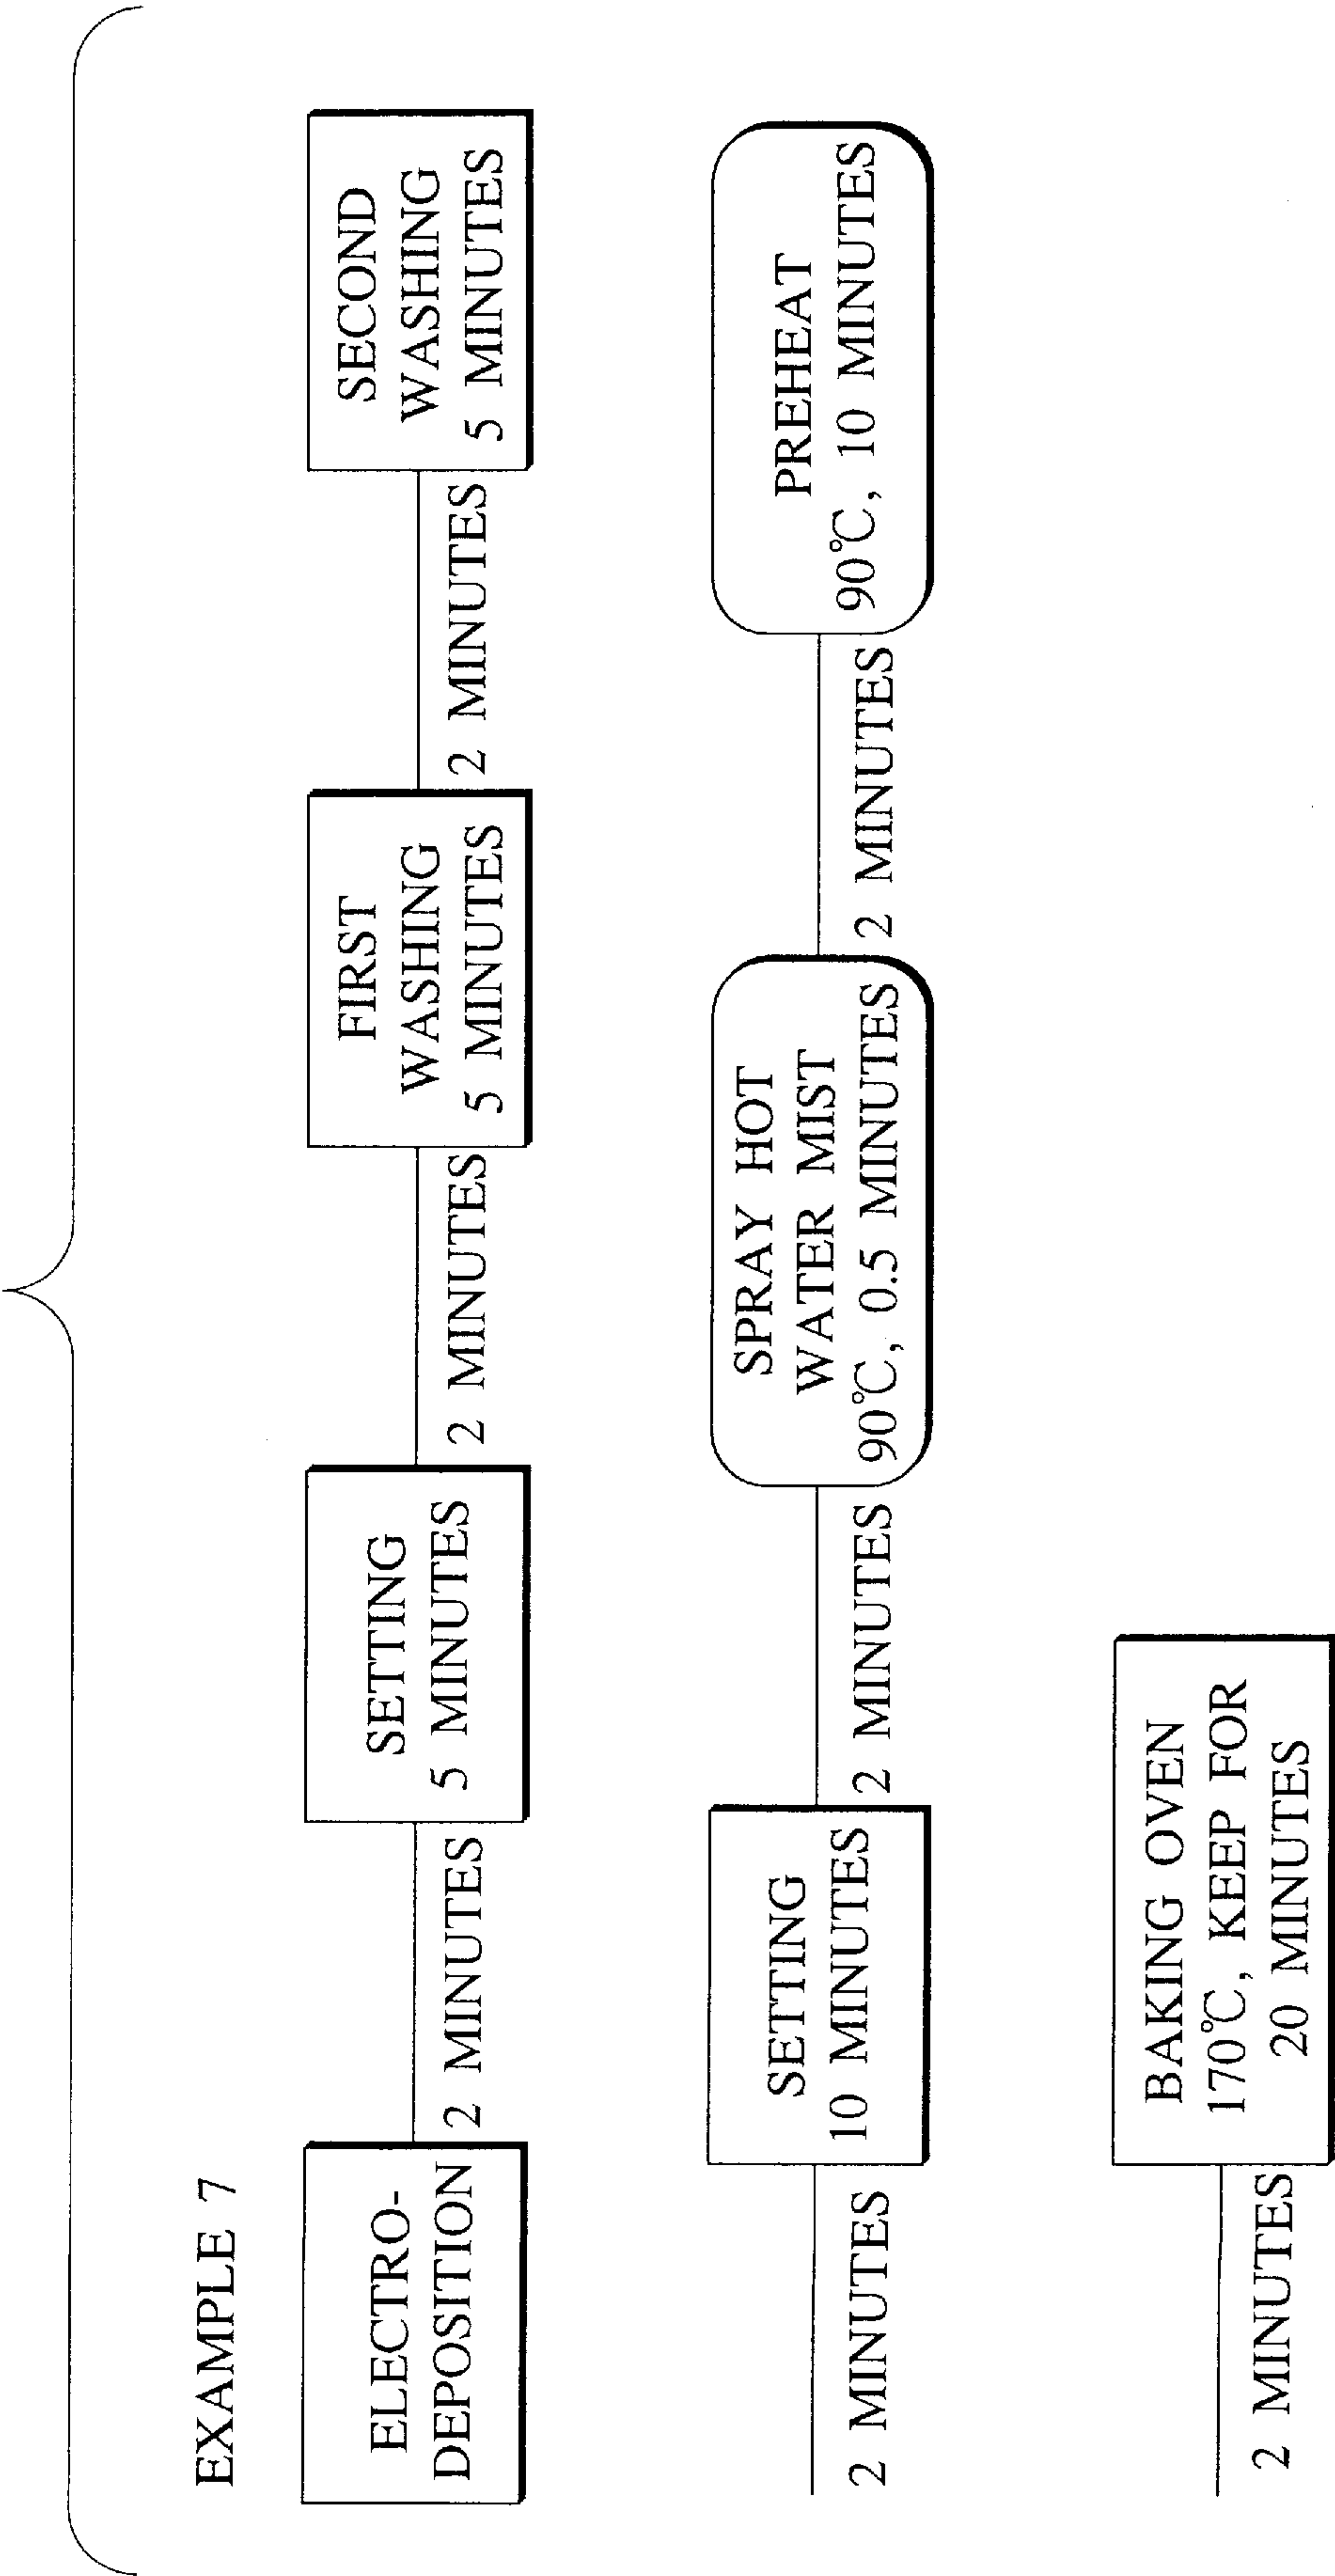 EXAMPLE 7
ELECTRO-
DEPOSITION
2 MINUTES
SETTING
5 MINUTES
2 MINUTES
FIRST
WASHING
5 MINUTES
2 MINUTES
SECOND
WASHING
5 MINUTES
2 MINUTES
SETTING
10 MINUTES
2 MINUTES
SPRAY HOT
WATER MIST
90℃, 0.5 MINUTES
2 MINUTES
PREHEAT
90℃, 10 MINUTES
2 MINUTES
BAKING OVEN
170℃, KEEP FOR
20 MINUTES